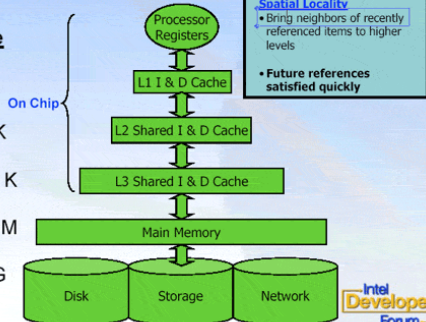 Spatial Locality
• Bring neighbors of recently
referenced items to higher
levels
• Future references
satisfied quickly
Processor
Registers
L1 I & D Cache
On Chip
L2 Shared I & D Cache
K
L3 Shared I & D Cache
K
Main Memory
M
G
Disk
Storage
Network
Intel
Develope
Forum